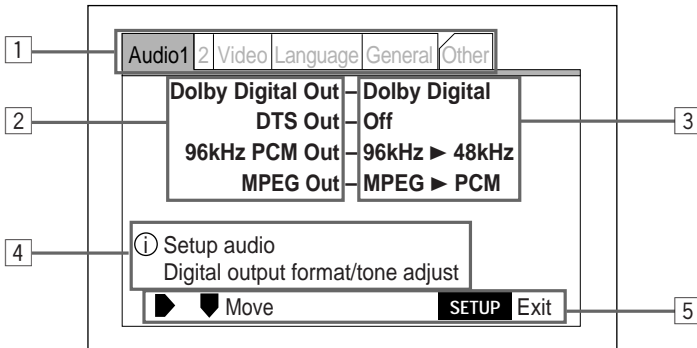 1 Audio1 2 Video Language General Other
2 Dolby Digital Out – Dolby Digital 3
DTS Out – Off
96kHz PCM Out – 96kHz ► 48kHz
MPEG Out – MPEG ► PCM
4 ⓘ Setup audio
Digital output format/tone adjust
Move SETUP Exit 5